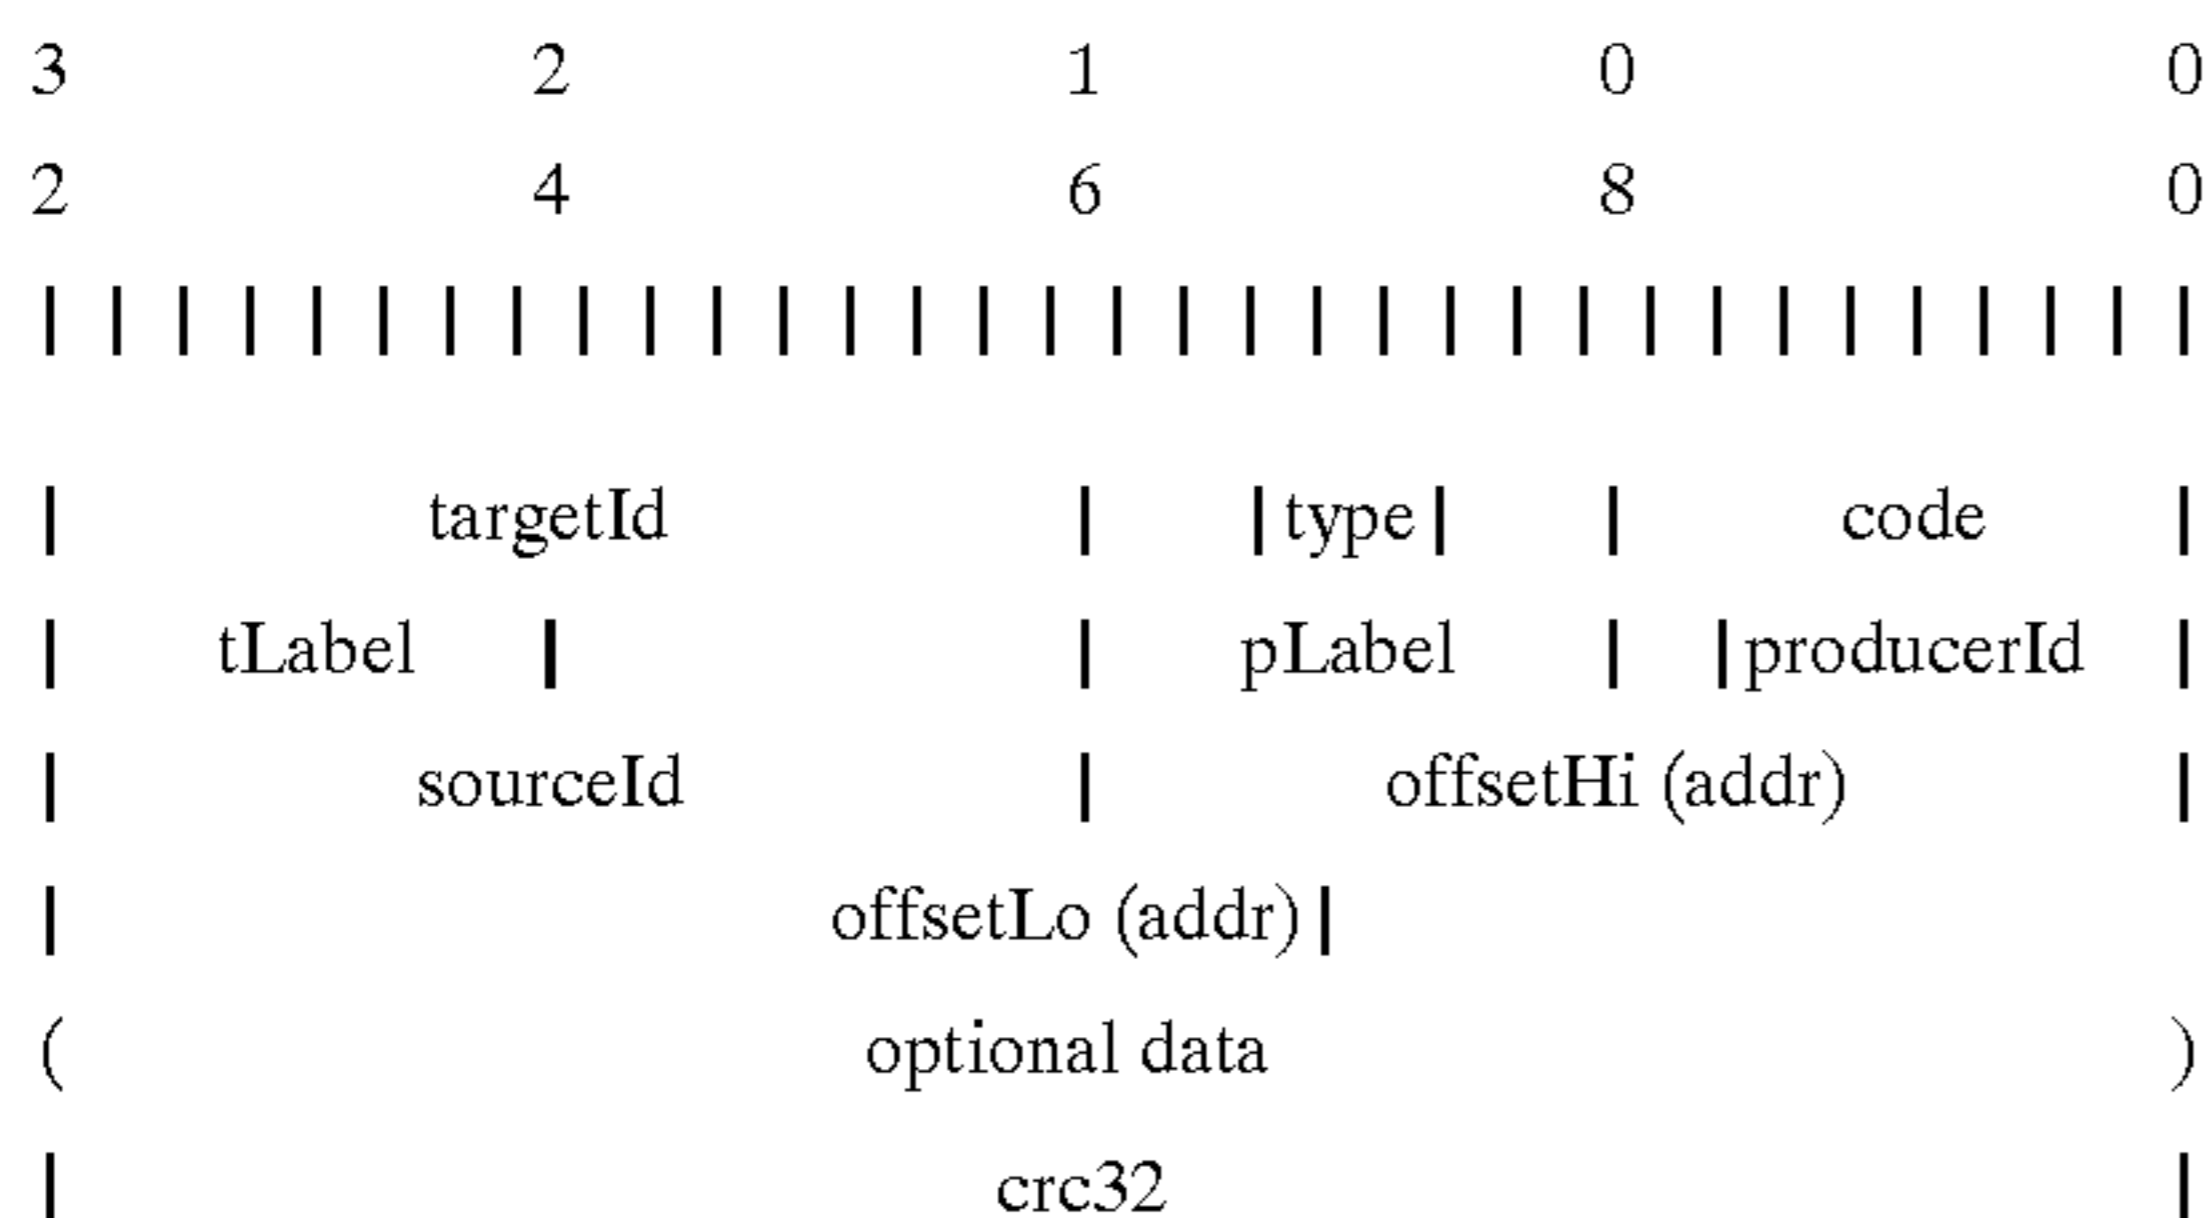 3 2 1 0 0
2 4 6 8 0
| | | | | | | | | | | | | | | | | | | | | | | | | | | | | | | | |
| targetId | | type | | code |
| tLabel | | pLabel | | producerId |
| sourceId | offsetHi (addr) |
| offsetLo (addr) |
( optional data )
| crc32 |